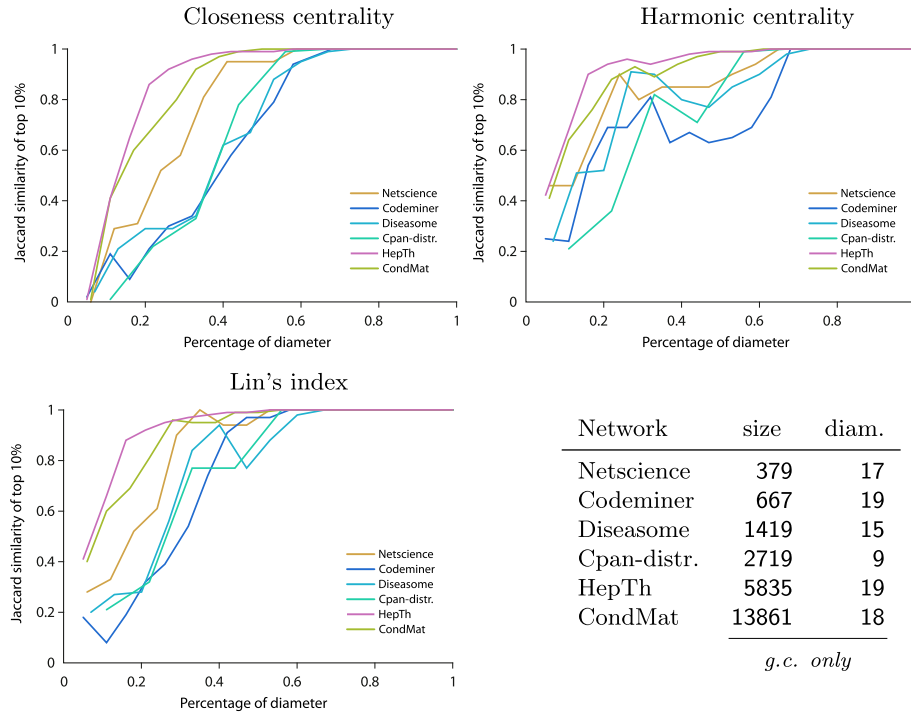 Closeness centrality
Jaccard similarity of top 10%
1
0.8
0.6
0.4
0.2
0
0 0.2 0.4 0.6 0.8 1
Percentage of diameter
Netscience
Codeminer
Diseasome
Cpan-distr.
HepTh
CondMat
Harmonic centrality
Jaccard similarity of top 10%
1
0.8
0.6
0.4
0.2
0
0 0.2 0.4 0.6 0.8
Percentage of diameter
Netscience
Codeminer
Diseasome
Cpan-distr.
HepTh
CondMat
Lin's index
Jaccard similarity of top 10%
1
0.8
0.6
0.4
0.2
0
0 0.2 0.4 0.6 0.8 1
Percentage of diameter
Netscience
Codeminer
Diseasome
Cpan-distr.
HepTh
CondMat
Network size diam.
Netscience 379 17
Codeminer 667 19
Diseasome 1419 15
Cpan-distr. 2719 9
HepTh 5835 19
CondMat 13861 18
g.c. only